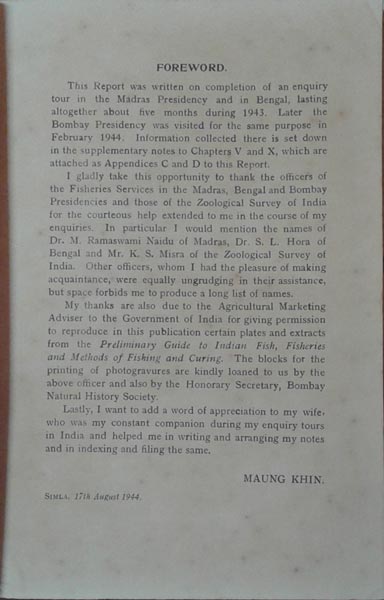 FOREWORD.
This Report was written on completion of an enquiry
tour in the Madras Presidency and in Bengal, lasting
altogether about five months during 1943. Later the
Bombay Presidency was visited for the same purpose in
February 1944. Information collected there is set down
in the supplementary notes to Chapters V and X, which are
attached as Appendices C and D to this Report.
I gladly take this opportunity to thank the officers of
the Fisheries Services in the Madras, Bengal and Bombay
Presidencies and those of the Zoological Survey of India
for the courteous help extended to me in the course of my
enquiries. In particular I would mention the names of
Dr. M. Ramaswami Naidu of Madras, Dr. S. L. Hora of
Bengal and Mr. K. S. Misra of the Zoological Survey of
India. Other officers, whom I had the pleasure of making
acquaintance, were equally ungrudging in their assistance,
but space forbids me to produce a long list of names.
My thanks are also due to the Agricultural Marketing
Adviser to the Government of India for giving permission
to reproduce in this publication certain plates and extracts
from the Preliminary Guide to Indian Fish, Fisheries
and Methods of Fishing and Curing. The blocks for the
printing of photogravures are kindly loaned to us by the
above officer and also by the Honorary Secretary, Bombay
Natural History Society.
Lastly, I want to add a word of appreciation to my wife,
who was my constant companion during my enquiry tours
in India and helped me in writing and arranging my notes
and in indexing and filing the same.
MAUNG KHIN.
SIMLA, 17th August 1944.